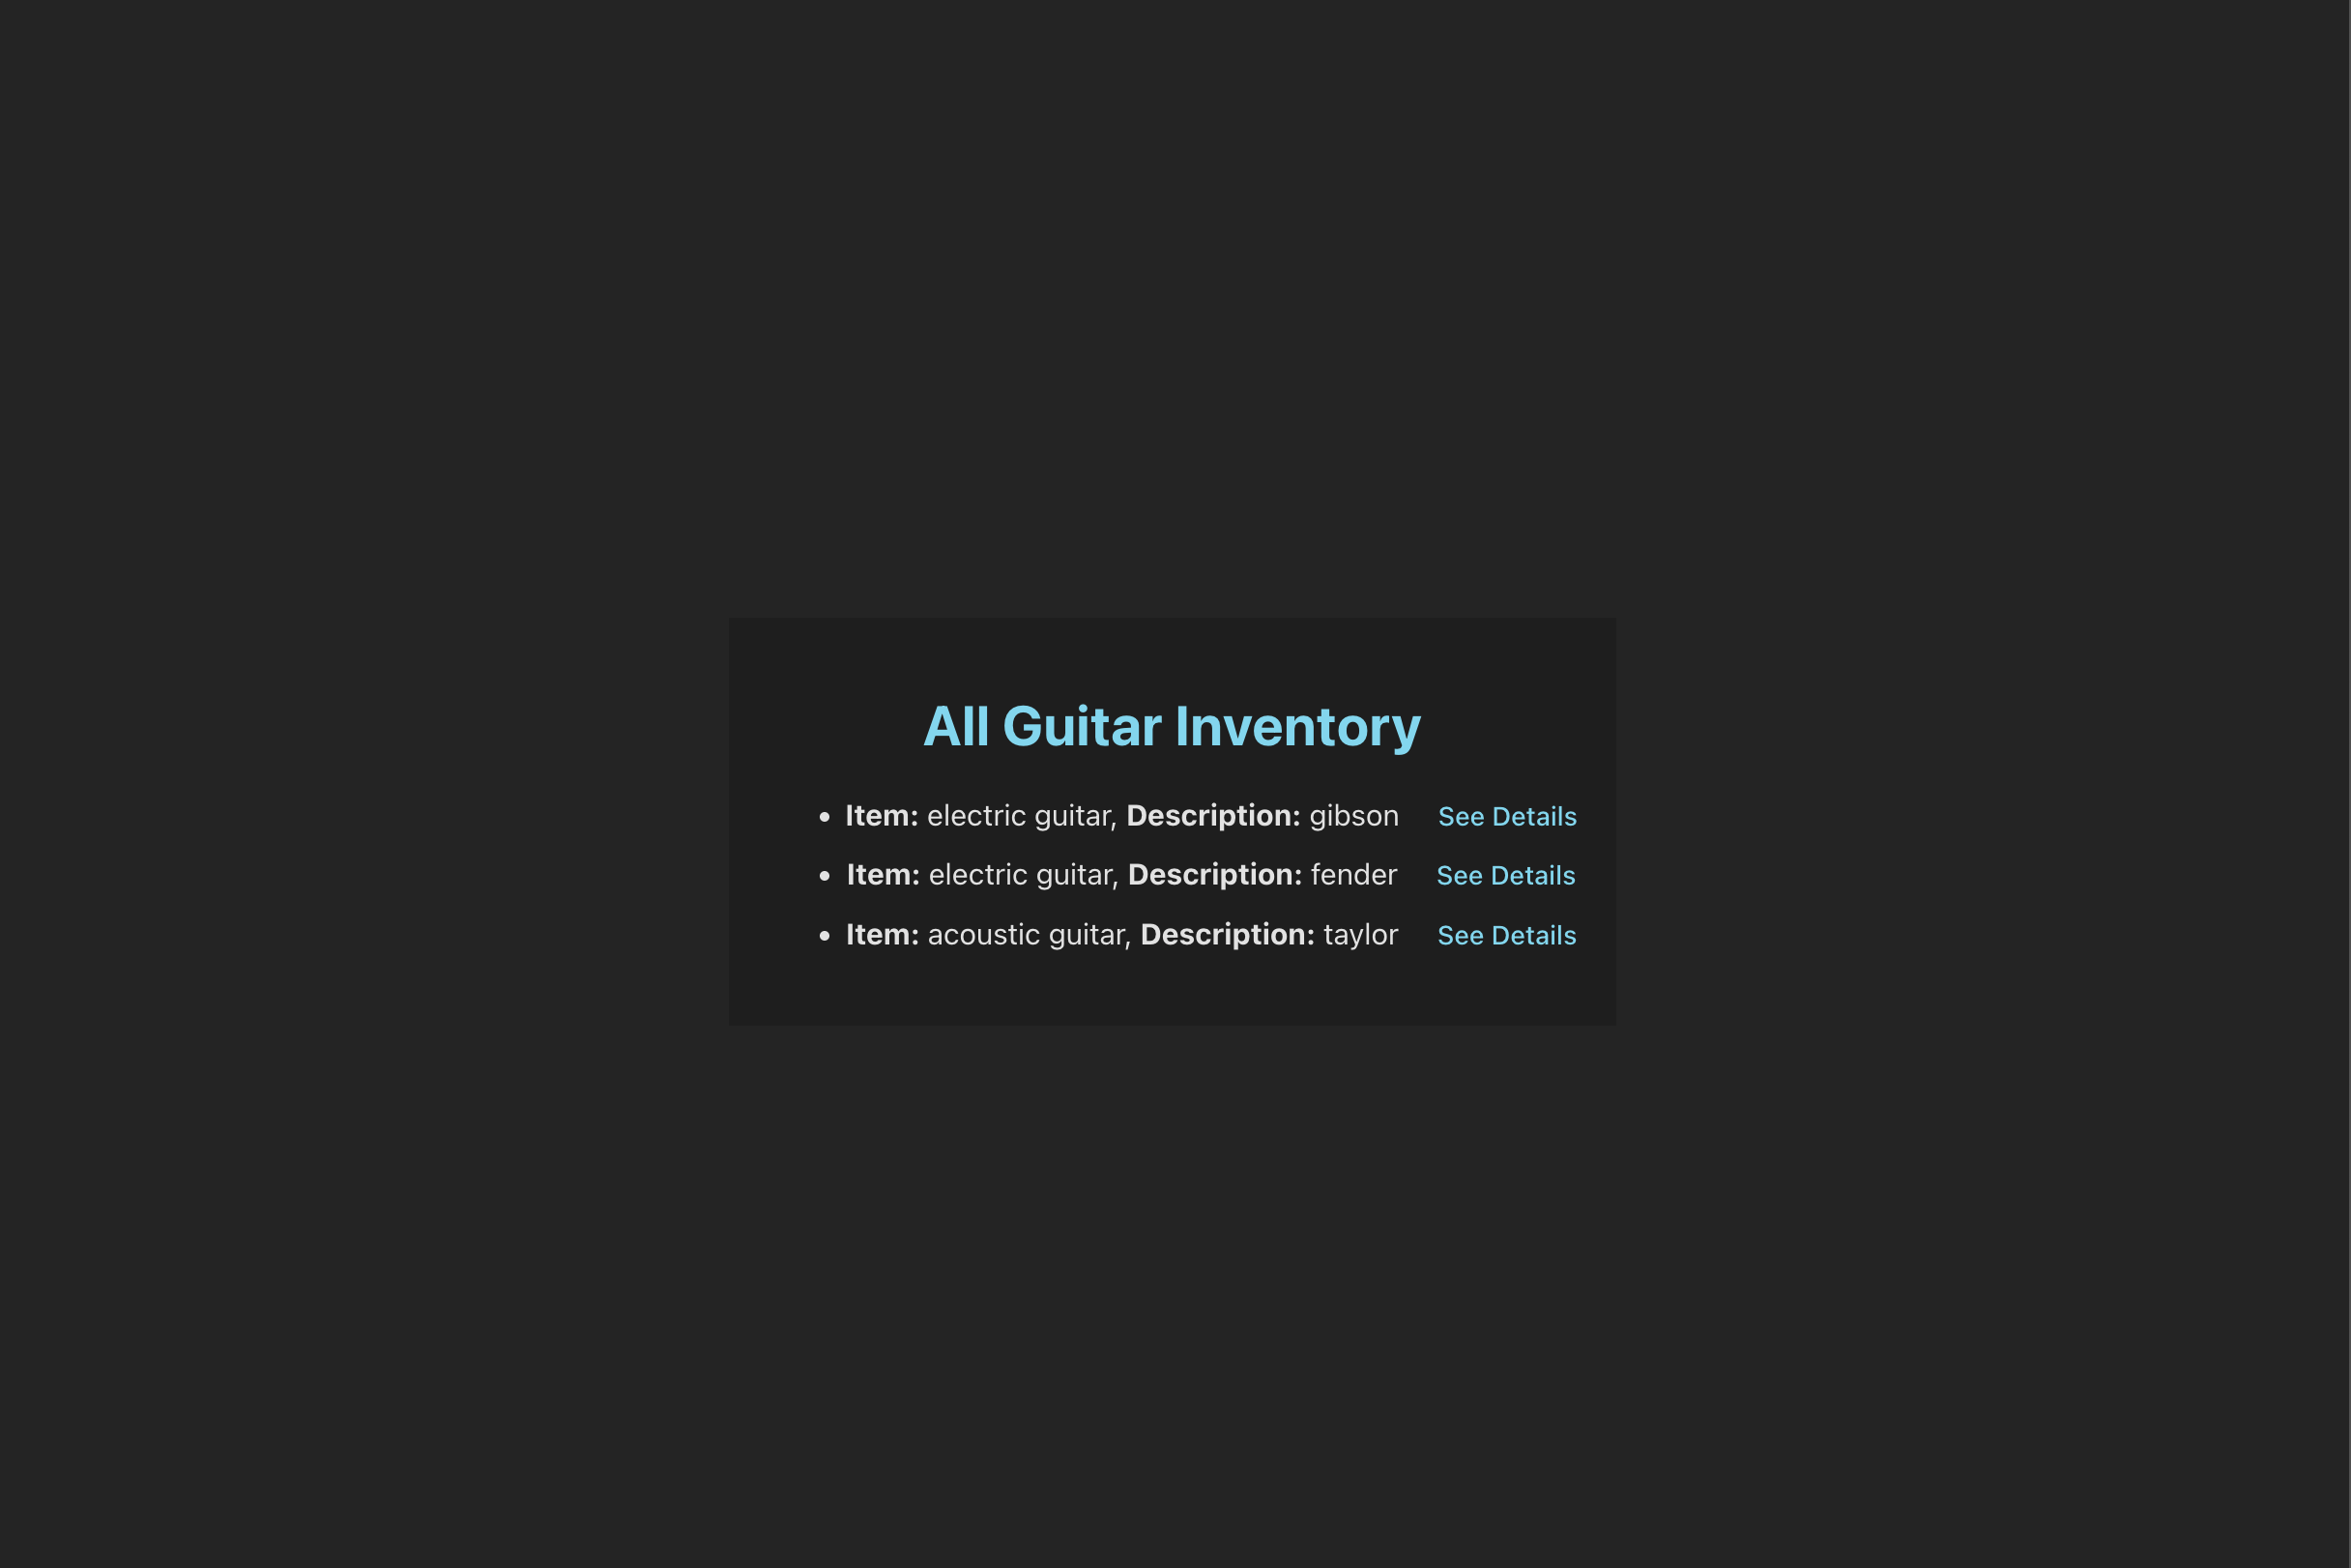 All Guitar Inventory
• Item: electric guitar, Description: gibson See Details
• Item: electric guitar, Description: fender See Details
• Item: acoustic guitar, Description: taylor See Details